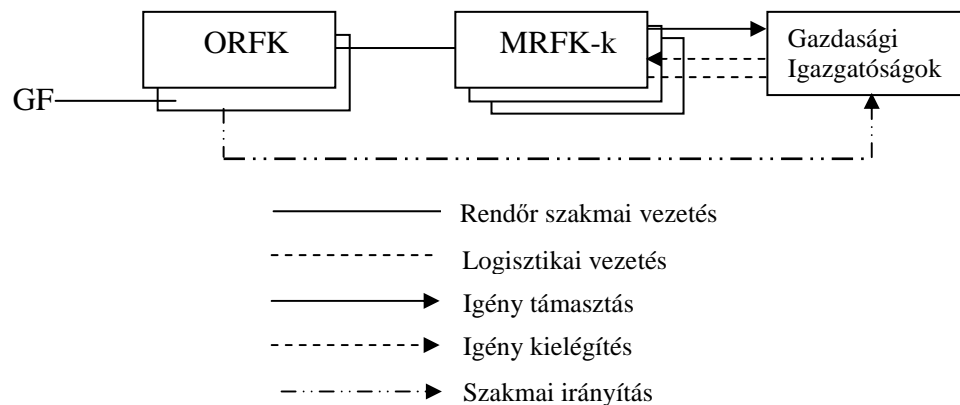 ORFK
MRFK-k
Gazdasági
Igazgatóságok
GF
Rendőr szakmai vezetés
Logisztikai vezetés
Igény támasztás
Igény kielégítés
Szakmai irányítás